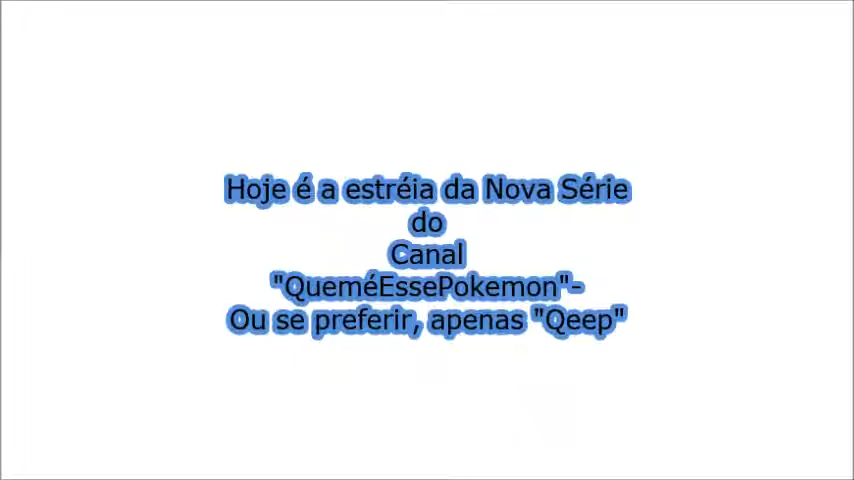 Hoje é a estréia da Nova Série
do
Canal
"QueméEssePokemon"-
Ou se preferir, apenas "Qeep"